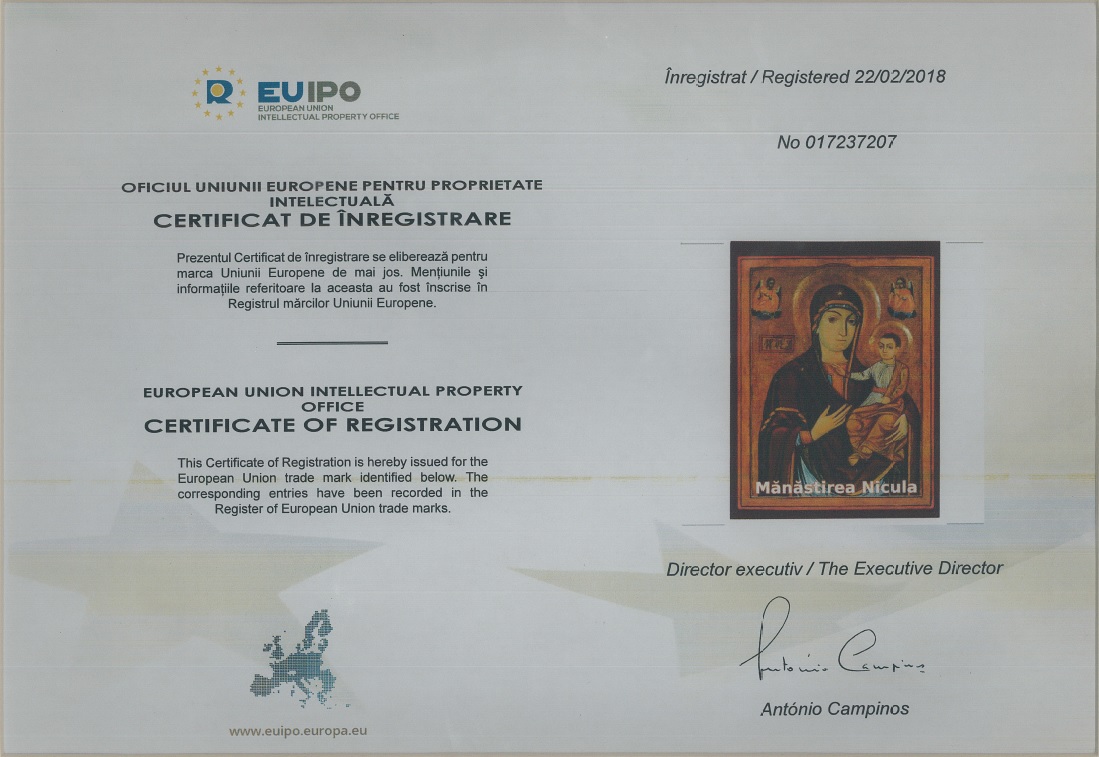 EUIPO
EUROPEAN UNION
INTELLECTUAL PROPERTY OFFICE
OFICIUL UNIUNII EUROPENE PENTRU PROPRIETATE
INTELECTUALĂ
CERTIFICAT DE ÎNREGISTRARE
Prezentul Certificat de înregistrare se eliberează pentru
marca Uniunii Europene de mai jos. Mențiunile și
informațiile referitoare la aceasta au fost înscrise în
Registrul mărcilor Uniunii Europene.
EUROPEAN UNION INTELLECTUAL PROPERTY
OFFICE
CERTIFICATE OF REGISTRATION
This Certificate of Registration is hereby issued for the
European Union trade mark identified below. The
corresponding entries have been recorded in the
Register of European Union trade marks.
www.euipo.europa.eu
Înregistrat / Registered 22/02/2018
No 017237207
Mănăstirea Nicula
Director executiv / The Executive Director
António Campinos
António Campinos